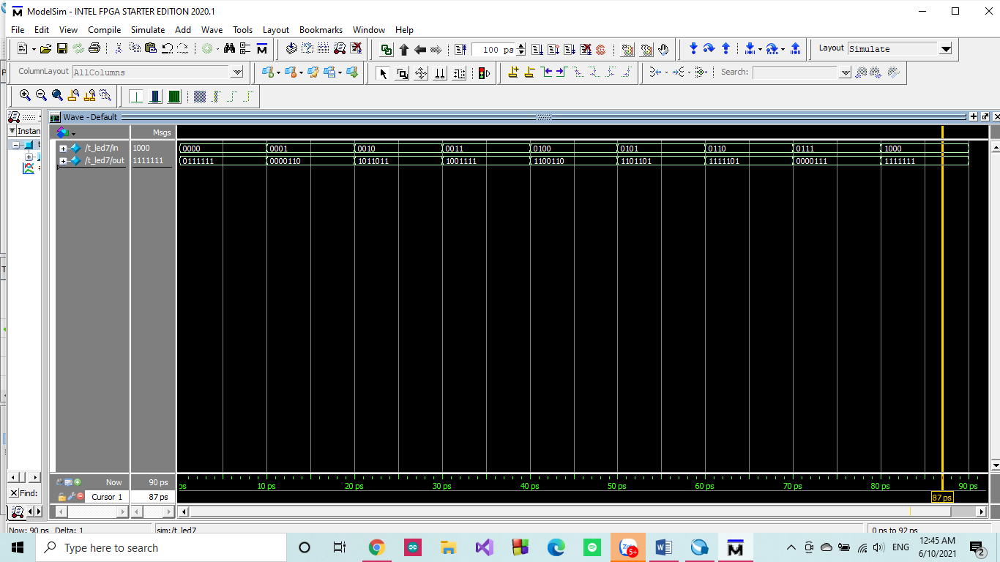 ModelSim - INTEL FPGA STARTER EDITION 2020.1
File Edit View Compile Simulate Add Wave Tools Layout Bookmarks Window Help
100 ps Layout Simulate
ColumnLayout AllColumns Search:
Wave - Default
Instan Msgs
/t_led7/in 1000 0000 0001 0010 0011 0100 0101 0110 0111 1000
/t_led7/out 1111111 0111111 0000110 1011011 1001111 1100110 1101101 1111101 0000111 1111111
Now 90 ps ps 10 ps 20 ps 30 ps 40 ps 50 ps 60 ps 70 ps 80 ps 90 ps
Find: Cursor 1 87 ps 87 ps
Now: 90 ps Delta: 1 sim:/t_led7 0 ps to 92 ps
Type here to search 5+ ENG 12:45 AM
6/10/2021 2